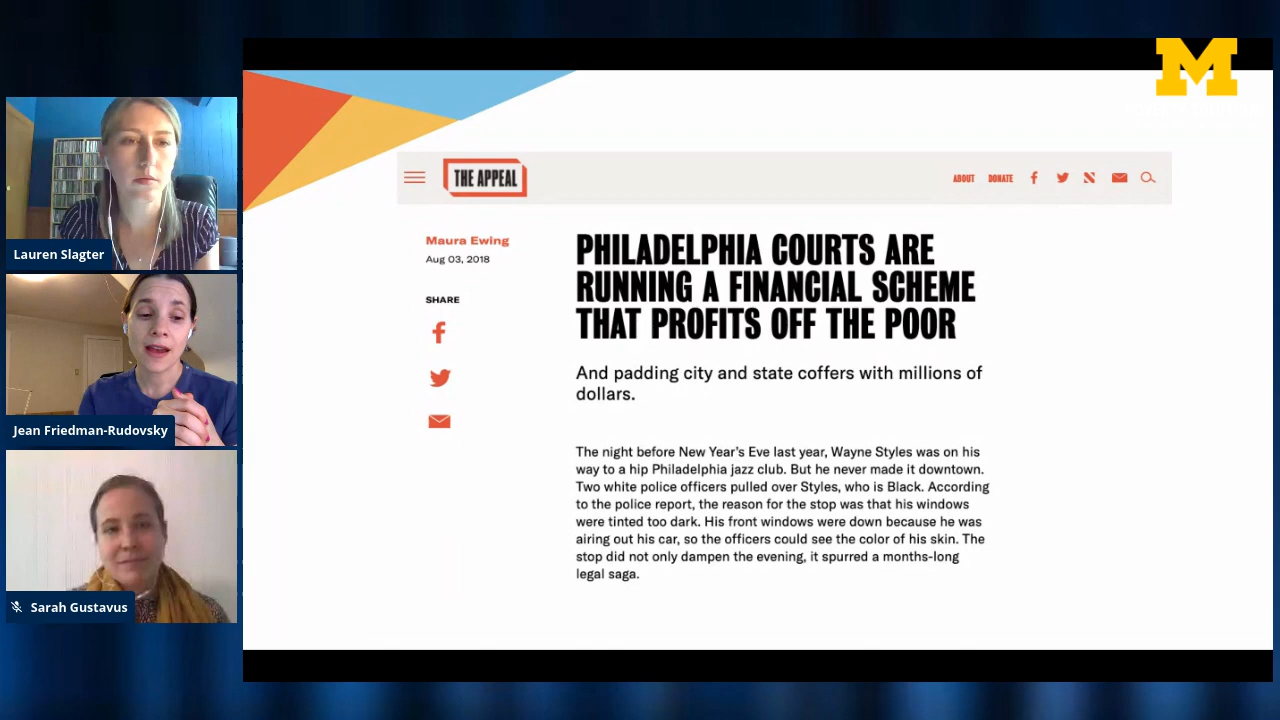 Lauren Slagter
Jean Friedman-Rudovsky
Sarah Gustavus
M
THE APPEAL
ABOUT
DONATE
Maura Ewing
Aug 03, 2018
SHARE
PHILADELPHIA COURTS ARE
RUNNING A FINANCIAL SCHEME
THAT PROFITS OFF THE POOR
And padding city and state coffers with millions of
dollars.
The night before New Year’s Eve last year, Wayne Styles was on his
way to a hip Philadelphia jazz club. But he never made it downtown.
Two white police officers pulled over Styles, who is Black. According
to the police report, the reason for the stop was that his windows
were tinted too dark. His front windows were down because he was
airing out his car, so the officers could see the color of his skin. The
stop did not only dampen the evening, it spurred a months-long
legal saga.